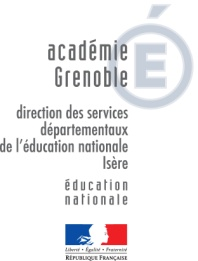 académie
Grenoble
É
direction des services
départementaux
de l'éducation nationale
Isère
éducation
nationale
Liberté • Égalité • Fraternité
RÉPUBLIQUE FRANÇAISE